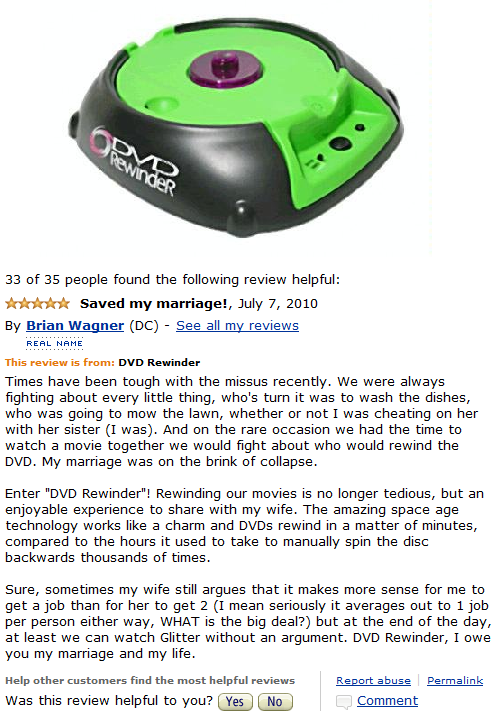 DVD
RewindeR
33 of 35 people found the following review helpful:
Saved my marriage!, July 7, 2010
By Brian Wagner (DC) - See all my reviews
REAL NAME
This review is from: DVD Rewinder
Times have been tough with the missus recently. We were always
fighting about every little thing, who's turn it was to wash the dishes,
who was going to mow the lawn, whether or not I was cheating on her
with her sister (I was). And on the rare occasion we had the time to
watch a movie together we would fight about who would rewind the
DVD. My marriage was on the brink of collapse.
Enter "DVD Rewinder"! Rewinding our movies is no longer tedious, but an
enjoyable experience to share with my wife. The amazing space age
technology works like a charm and DVDs rewind in a matter of minutes,
compared to the hours it used to take to manually spin the disc
backwards thousands of times.
Sure, sometimes my wife still argues that it makes more sense for me to
get a job than for her to get 2 (I mean seriously it averages out to 1 job
per person either way, WHAT is the big deal?) but at the end of the day,
at least we can watch Glitter without an argument. DVD Rewinder, I owe
you my marriage and my life.
Help other customers find the most helpful reviews
Was this review helpful to you? Yes No
Report abuse | Permalink
Comment